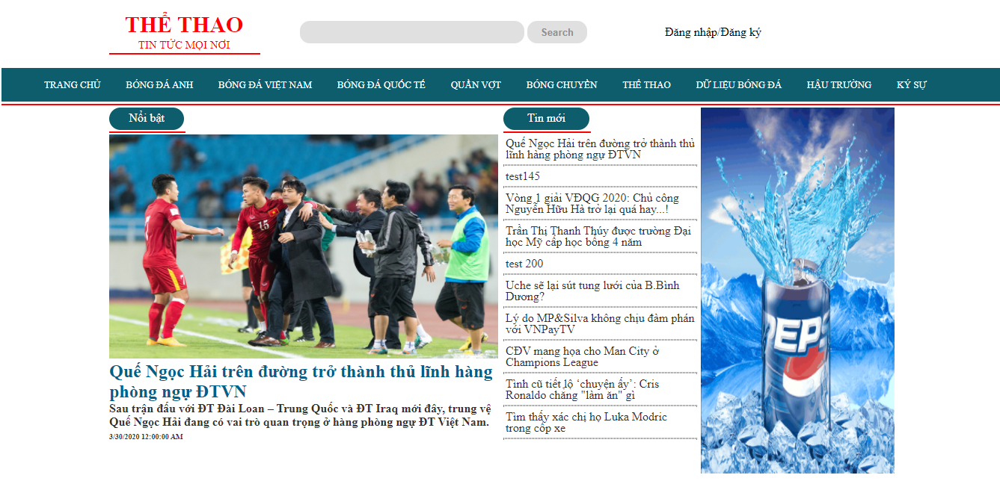 THỂ THAO
TIN TỨC MỌI NƠI
Search
Đăng nhập/Đăng ký
TRANG CHỦ BÓNG ĐÁ ANH BÓNG ĐÁ VIỆT NAM BÓNG ĐÁ QUỐC TẾ QUẦN VỢT BÓNG CHUYỀN THỂ THAO DỮ LIỆU BÓNG ĐÁ HẬU TRƯỜNG KÝ SỰ
Nổi bật
15
Quế Ngọc Hải trên đường trở thành thủ lĩnh hàng
phòng ngự ĐTVN
Sau trận đấu với ĐT Đài Loan – Trung Quốc và ĐT Iraq mới đây, trung vệ
Quế Ngọc Hải đang có vai trò quan trọng ở hàng phòng ngự ĐT Việt Nam.
3/30/2020 12:00:00 AM
Tin mới
Quế Ngọc Hải trên đường trở thành thủ
lĩnh hàng phòng ngự ĐTVN
test145
Vòng 1 giải VĐQG 2020: Chủ công
Nguyễn Hữu Hà trở lại quá hay...!
Trần Thị Thanh Thúy được trường Đại
học Mỹ cấp học bổng 4 năm
test 200
Uche sẽ lại sút tung lưới của B.Bình
Dương?
Lý do MP&Silva không chịu đàm phán
với VNPayTV
CĐV mang họa cho Man City ở
Champions League
Tình cũ tiết lộ ‘chuyện ấy’: Cris
Ronaldo chẳng "làm ăn" gì
Tìm thấy xác chị họ Luka Modric
trong cốp xe
PEPS